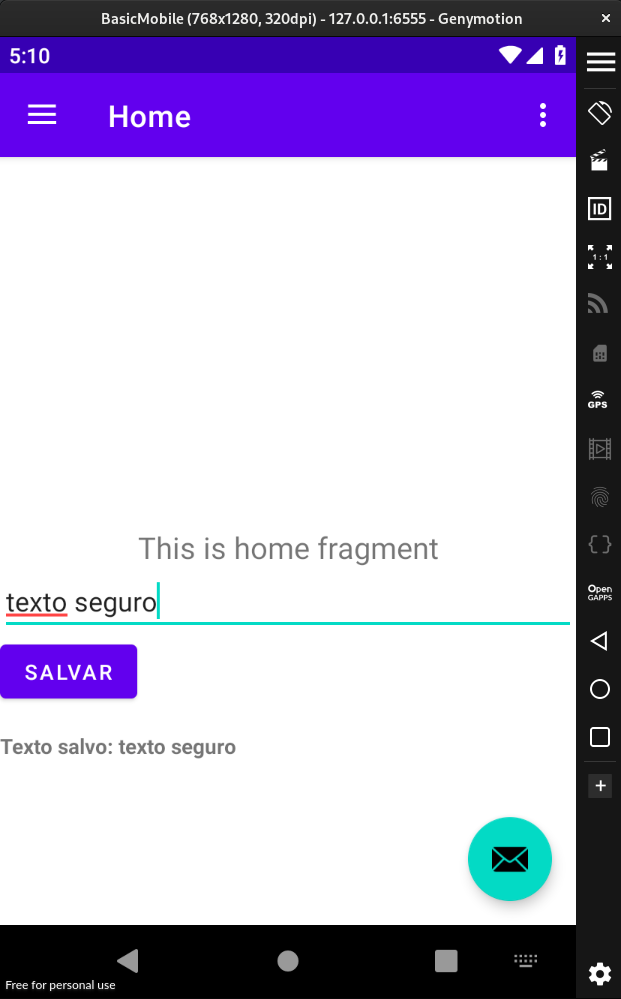 BasicMobile (768x1280, 320dpi) - 127.0.0.1:6555 - Genymotion
5:10
Home
ID
1:1
GPS
This is home fragment
texto seguro
Open
GAPPS
SALVAR
Texto salvo: texto seguro
Free for personal use